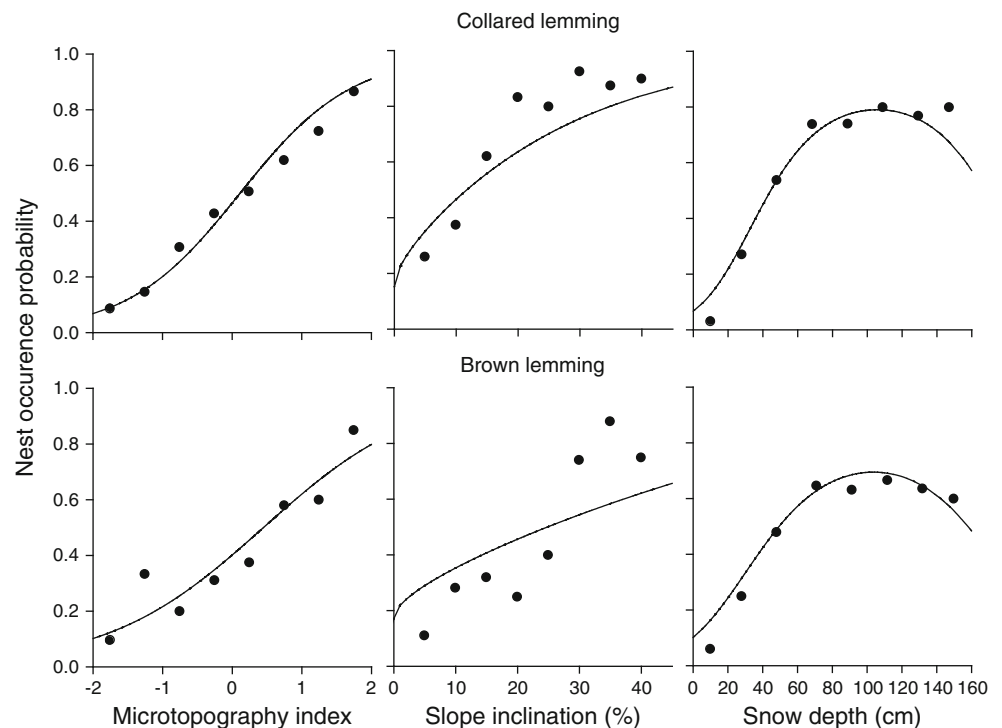 Collared lemming
Nest occurence probability
1.0
0.8
0.6
0.4
0.2
0.0
Brown lemming
1.0
0.8
0.6
0.4
0.2
0.0
-2 -1 0 1 2
0 10 20 30 40
0 20 40 60 80 100 120 140 160
Microtopography index
Slope inclination (%)
Snow depth (cm)